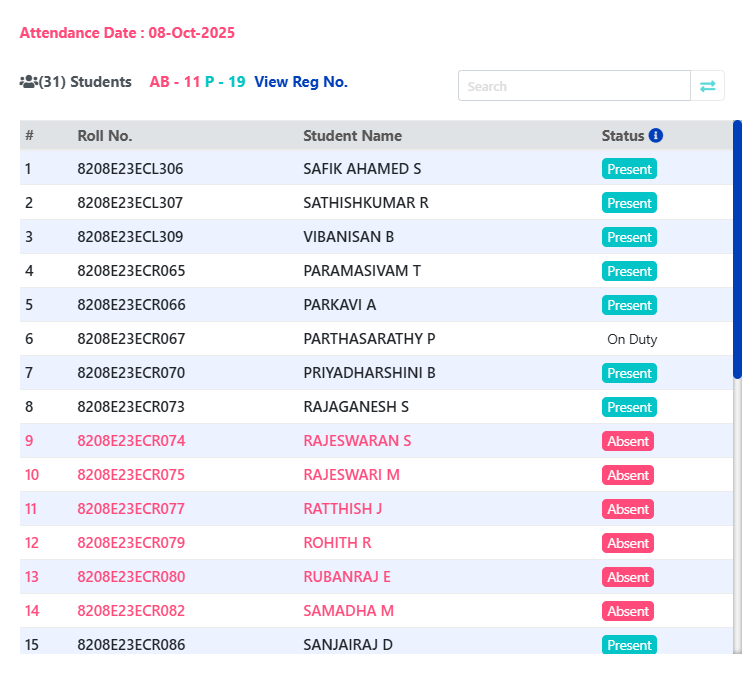 Attendance Date : 08-Oct-2025
(31) Students AB - 11 P - 19 View Reg No.
Search
# Roll No. Student Name Status
1 8208E23ECL306 SAFIK AHAMED S Present
2 8208E23ECL307 SATHISHKUMAR R Present
3 8208E23ECL309 VIBANISAN B Present
4 8208E23ECR065 PARAMASIVAM T Present
5 8208E23ECR066 PARKAVI A Present
6 8208E23ECR067 PARTHASARATHY P On Duty
7 8208E23ECR070 PRIYADHARSHINI B Present
8 8208E23ECR073 RAJAGANESH S Present
9 8208E23ECR074 RAJESWARAN S Absent
10 8208E23ECR075 RAJESWARI M Absent
11 8208E23ECR077 RATTHISH J Absent
12 8208E23ECR079 ROHITH R Absent
13 8208E23ECR080 RUBANRAJ E Absent
14 8208E23ECR082 SAMADHA M Absent
15 8208E23ECR086 SANJAIRAJ D Present